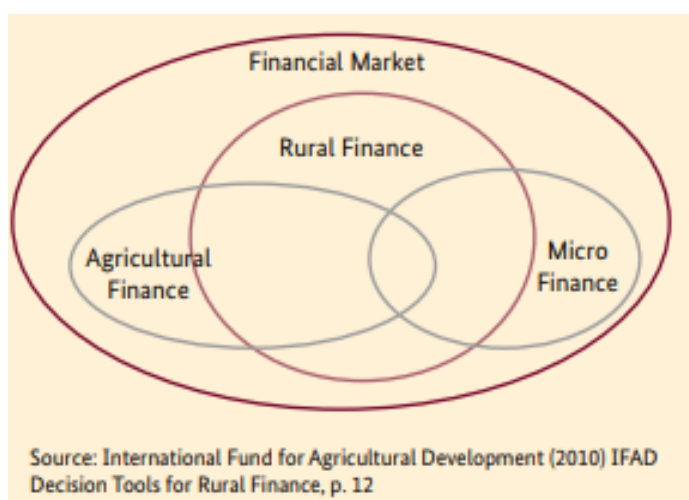 Financial Market
Rural Finance
Agricultural
Finance
Micro
Finance
Source: International Fund for Agricultural Development (2010) IFAD
Decision Tools for Rural Finance, p. 12